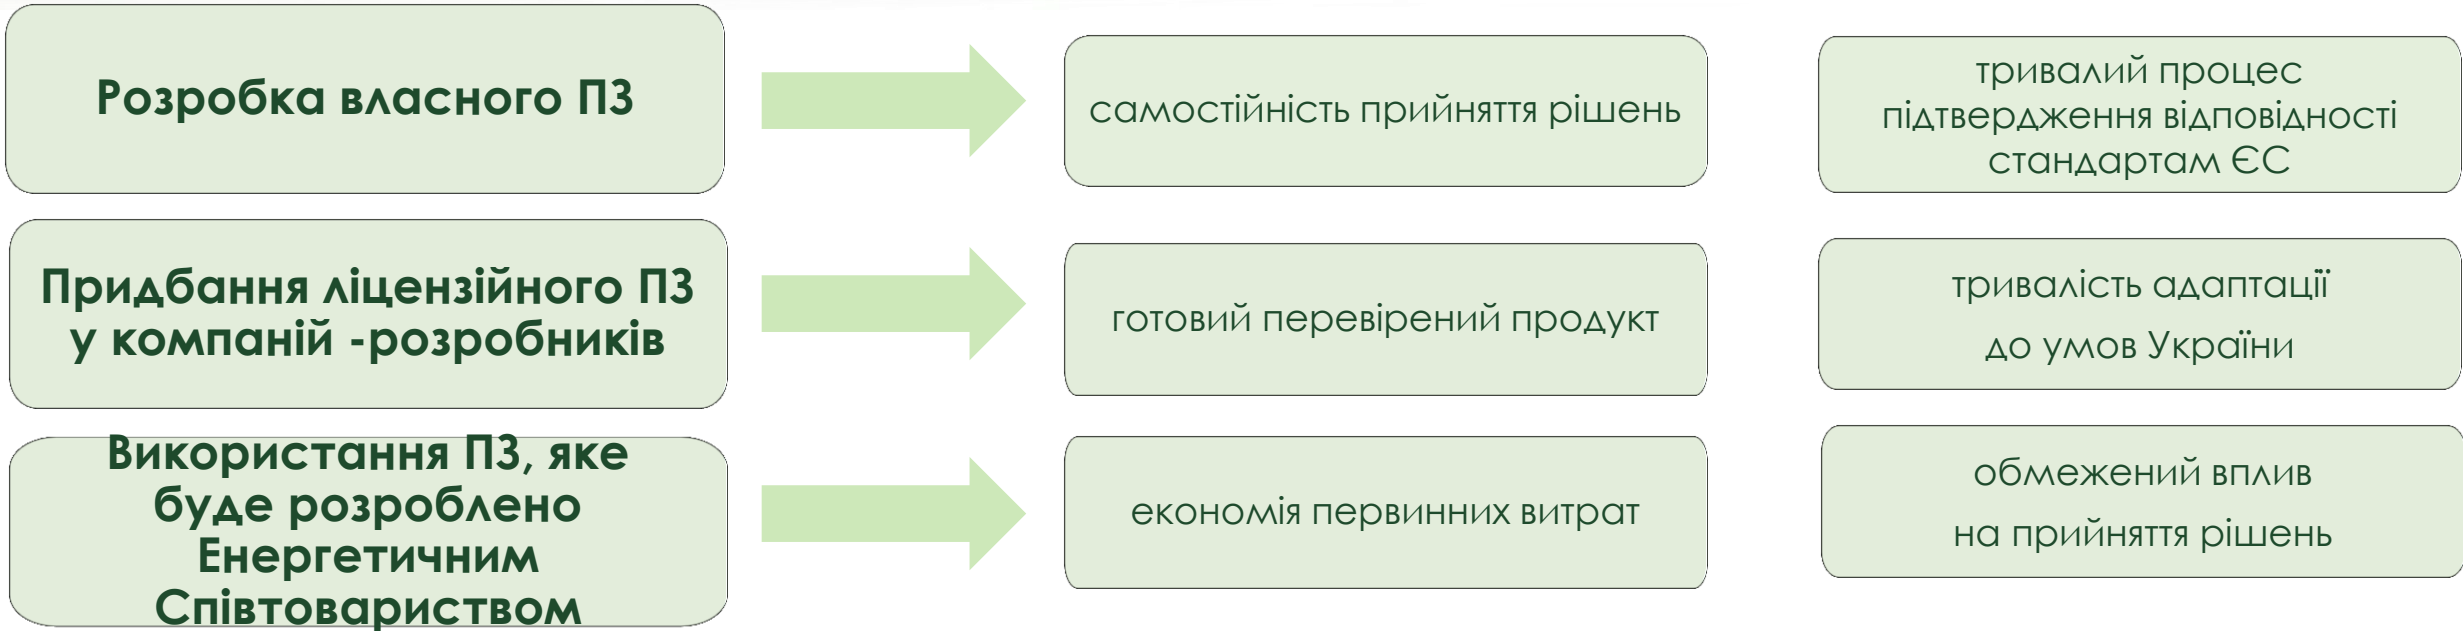 Розробка власного ПЗ
самостійність прийняття рішень
тривалий процес
підтвердження відповідності
стандартам ЄС
Придбання ліцензійного ПЗ
у компаній -розробників
готовий перевірений продукт
тривалість адаптації
до умов України
Використання ПЗ, яке
буде розроблено
Енергетичним
Співтовариством
економія первинних витрат
обмежений вплив
на прийняття рішень